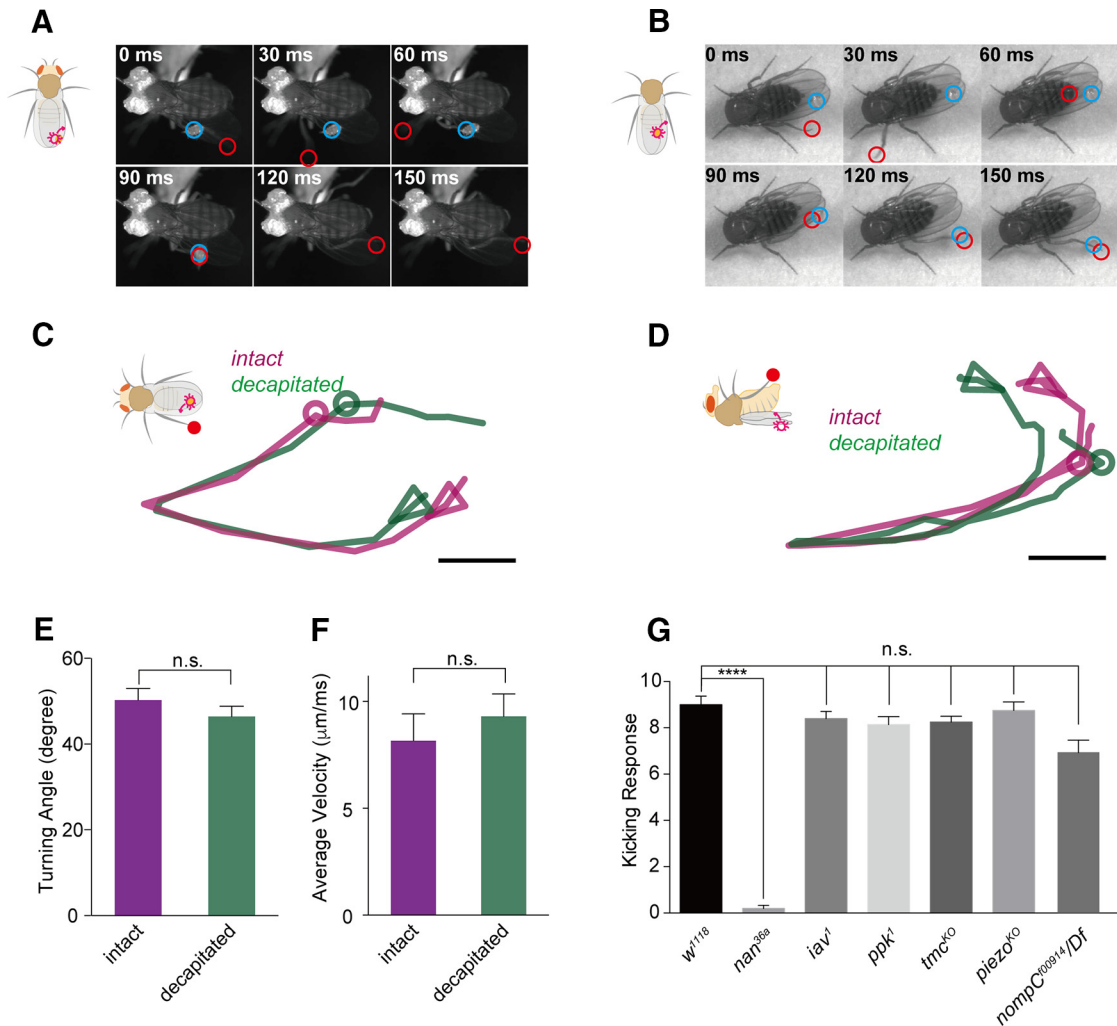 A
0 ms 30 ms 60 ms
90 ms 120 ms 150 ms
B
0 ms 30 ms 60 ms
90 ms 120 ms 150 ms
C
intact
decapitated
D
intact
decapitated
E
Turning Angle (degree)
60
40
20
0
n.s.
intact
decapitated
F
Average Velocity (μm/ms)
10
5
0
n.s.
intact
decapitated
G
Kicking Response
10
8
6
4
2
0
n.s.
****
w¹¹¹⁸
nan³⁶ᵃ
iav¹
ppk¹
tmcᴷᴼ
piezoᴷᴼ
nompCᶠ⁰⁰⁹¹⁴/Df